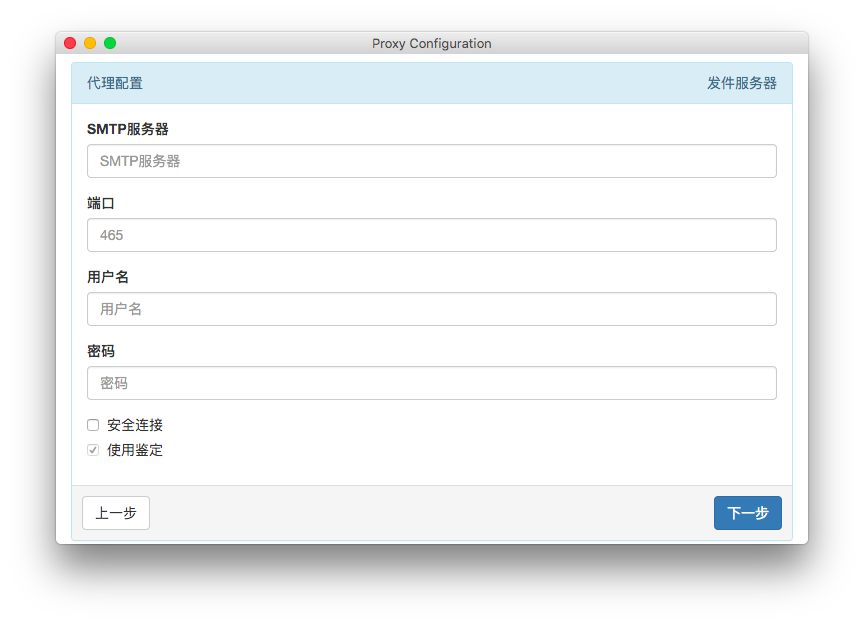 Proxy Configuration
代理配置 发件服务器
SMTP服务器
SMTP服务器
端口
465
用户名
用户名
密码
密码
安全连接
使用鉴定
上一步 下一步